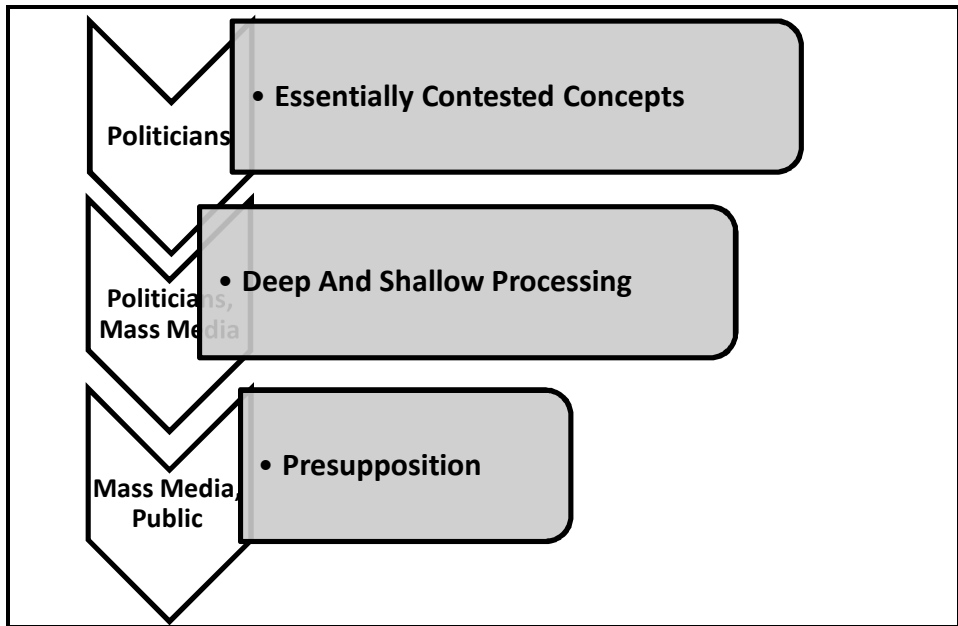 Politicians
• Essentially Contested Concepts
Politicians,
Mass Media
• Deep And Shallow Processing
Mass Media,
Public
• Presupposition